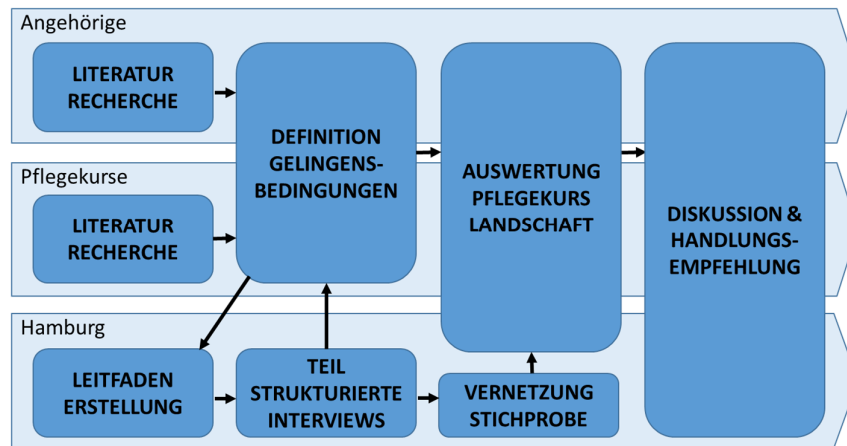 Angehörige
LITERATUR
RECHERCHE
DEFINITION
GELINGENS-
BEDINGUNGEN
AUSWERTUNG
PFLEGEKURS
LANDSCHAFT
DISKUSSION &
HANDLUNGS-
EMPFEHLUNG
Pflegekurse
LITERATUR
RECHERCHE
Hamburg
LEITFADEN
ERSTELLUNG
TEIL
STRUKTURIERTE
INTERVIEWS
VERNETZUNG
STICHPROBE